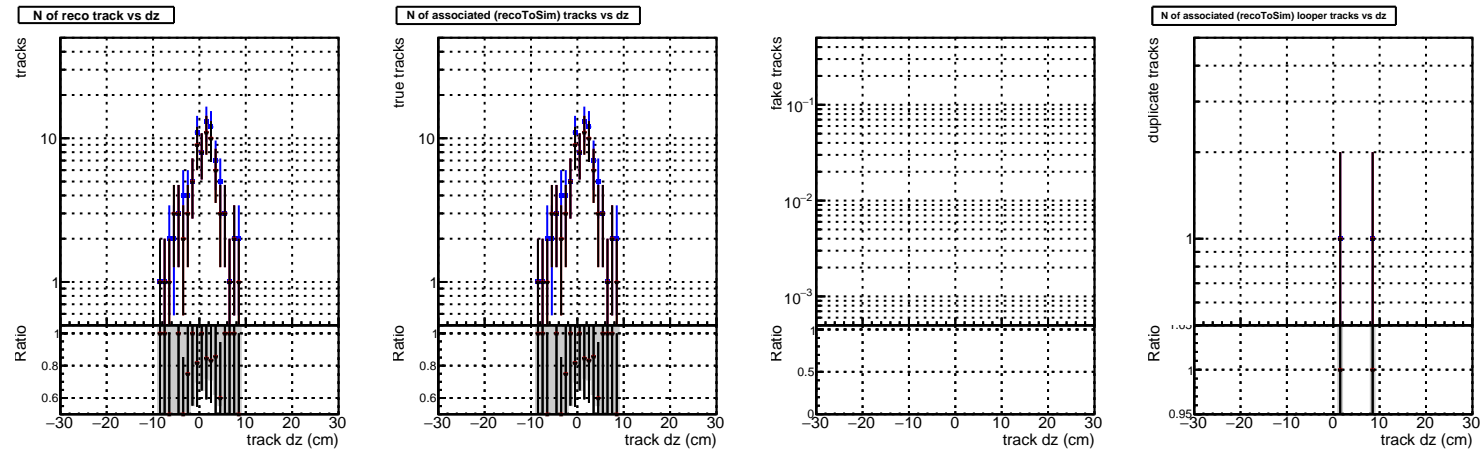 N of reco track vs dz
tracks
10
1
Ratio
1
0.8
0.6
−30 −20 −10 0 10 20 30
track dz (cm)
N of associated (recoToSim) tracks vs dz
true tracks
10
1
Ratio
1
0.8
0.6
−30 −20 −10 0 10 20 30
track dz (cm)
fake tracks
10−1
10−2
10−3
Ratio
1
0.5
0
−30 −20 −10 0 10 20 30
track dz (cm)
N of associated (recoToSim) looper tracks vs dz
duplicate tracks
1
Ratio
1
0.95
−30 −20 −10 0 10 20 30
track dz (cm)